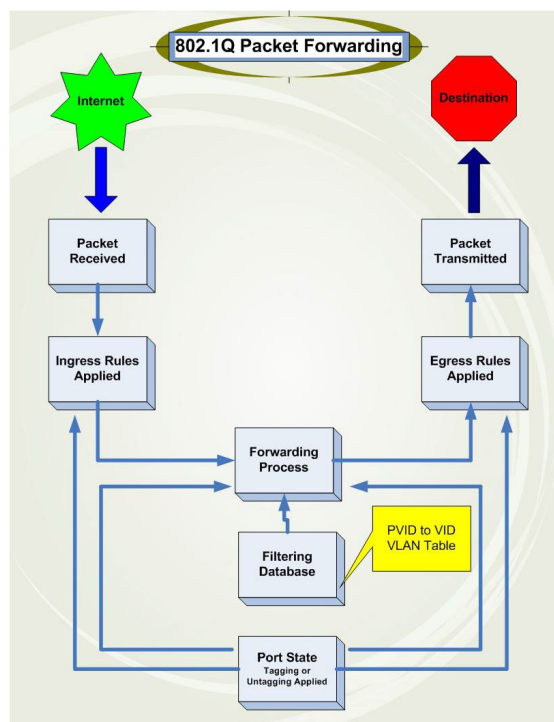 802.1Q Packet Forwarding
Internet
Destination
Packet
Received
Packet
Transmitted
Ingress Rules
Applied
Egress Rules
Applied
Forwarding
Process
PVID to VID
VLAN Table
Filtering
Database
Port State
Tagging or
Untagging Applied